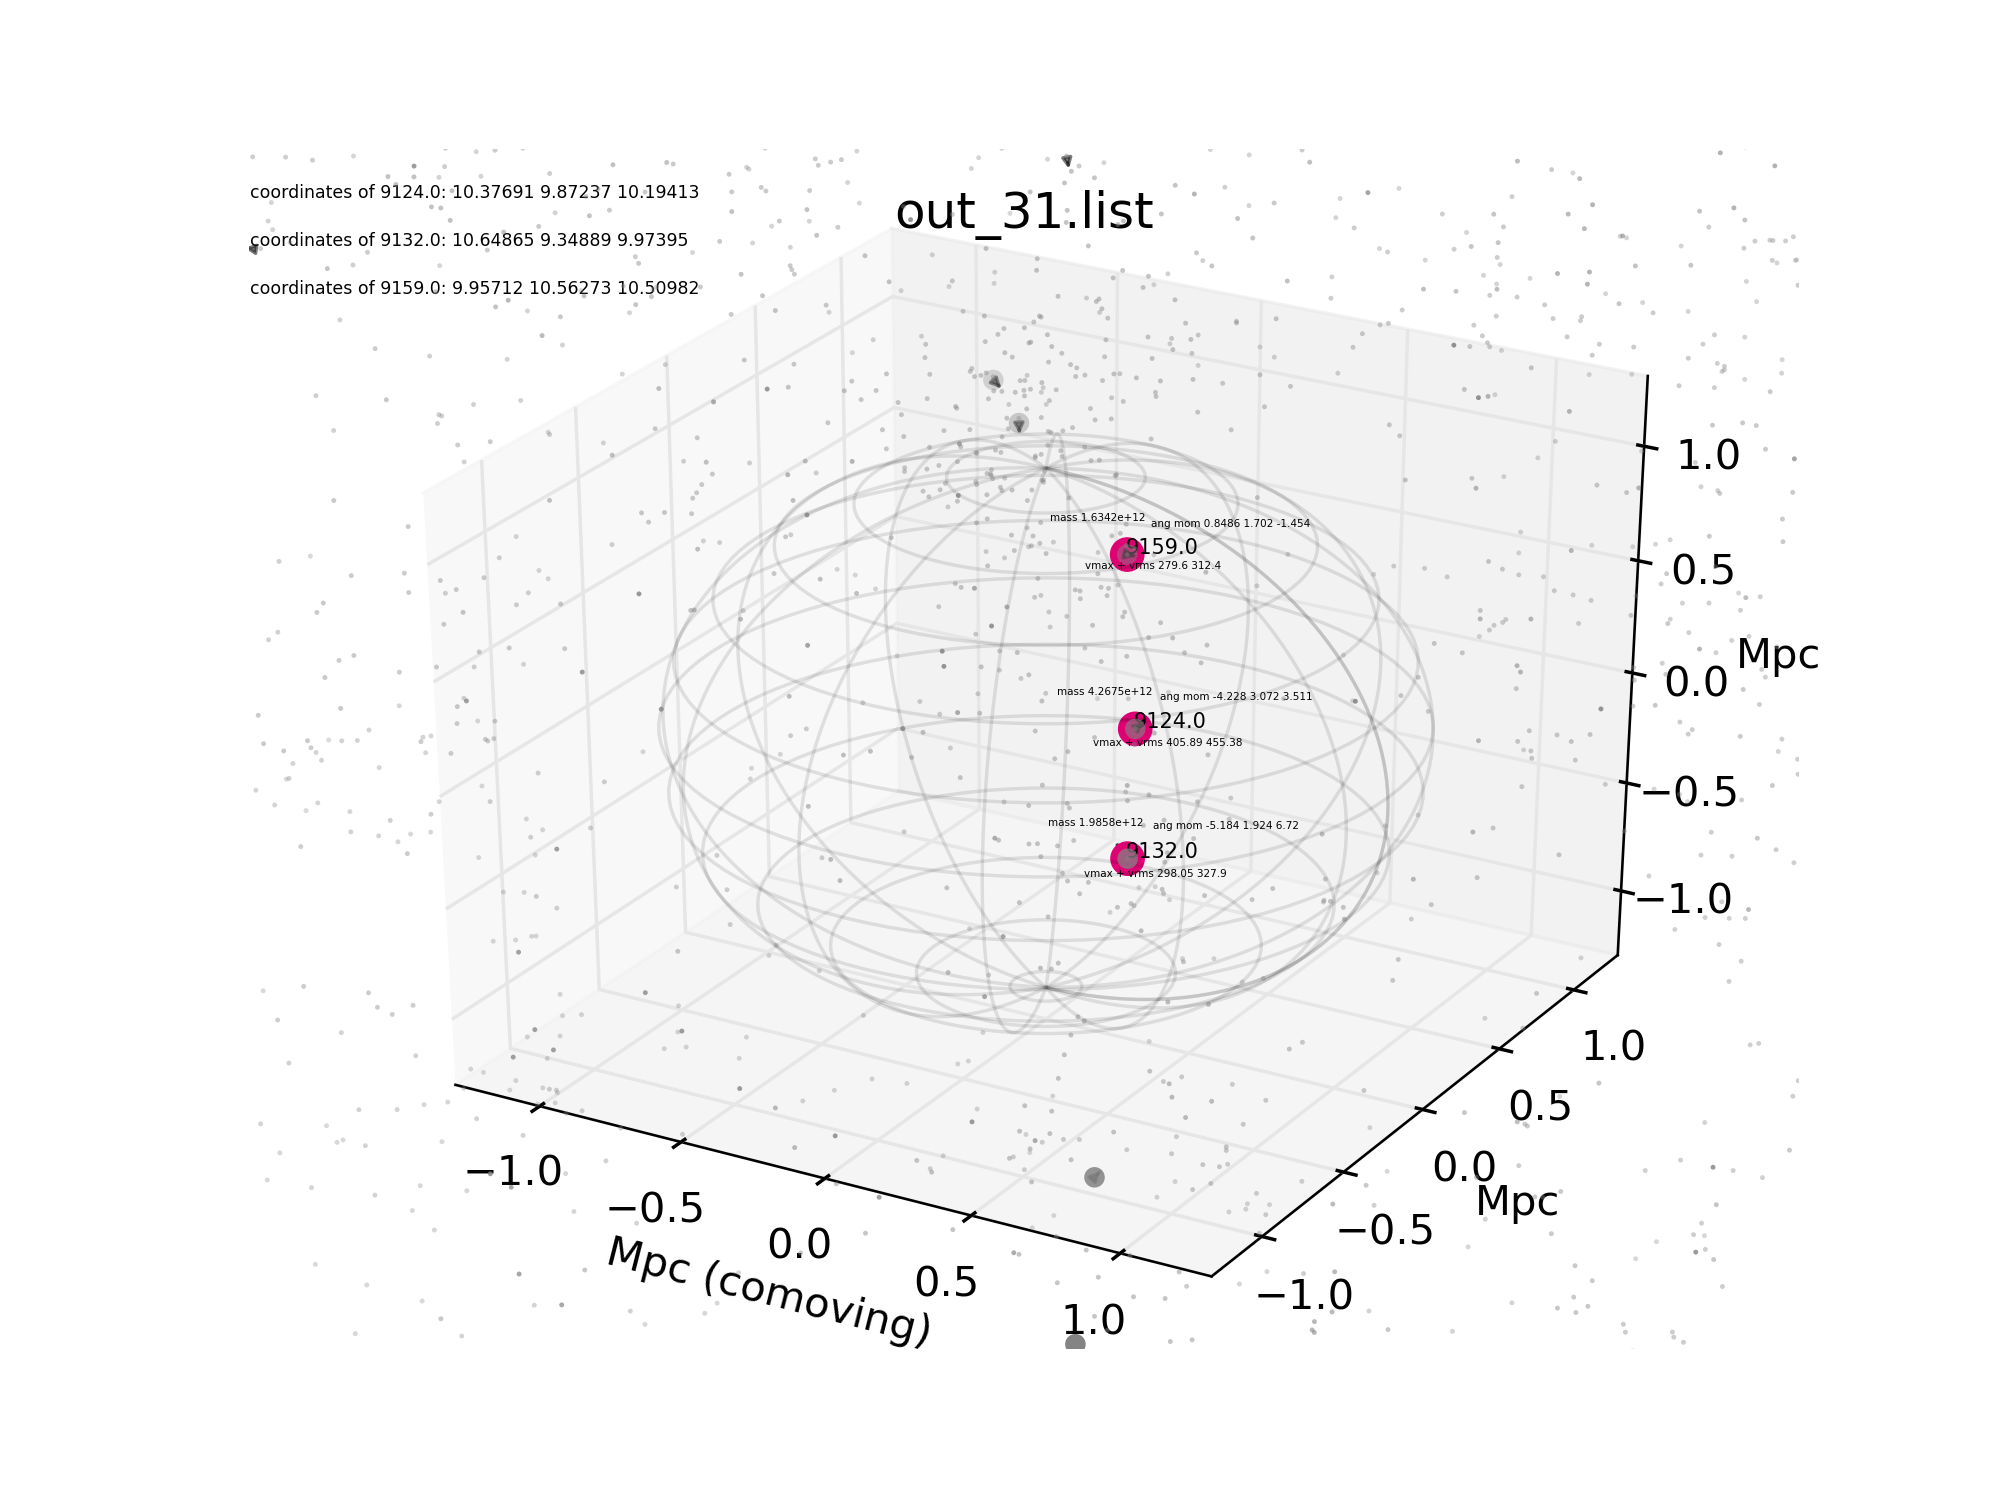 out_31.list
coordinates of 9124.0: 10.37691 9.87237 10.19413
coordinates of 9132.0: 10.64865 9.34889 9.97395
coordinates of 9159.0: 9.95712 10.56273 10.50982
mass 1.6342e+12
ang mom 0.8486 1.702 -1.454
9159.0
vmax + vrms 279.6 312.4
mass 4.2675e+12
ang mom -4.228 3.072 3.511
9124.0
vmax + vrms 405.89 455.38
mass 1.9858e+12
ang mom -5.184 1.924 6.72
9132.0
vmax + vrms 298.05 327.9
1.0
0.5
0.0
−0.5
−1.0
Mpc
1.0
0.5
0.0
−0.5
−1.0
Mpc
−1.0
−0.5
0.0
0.5
1.0
Mpc (comoving)